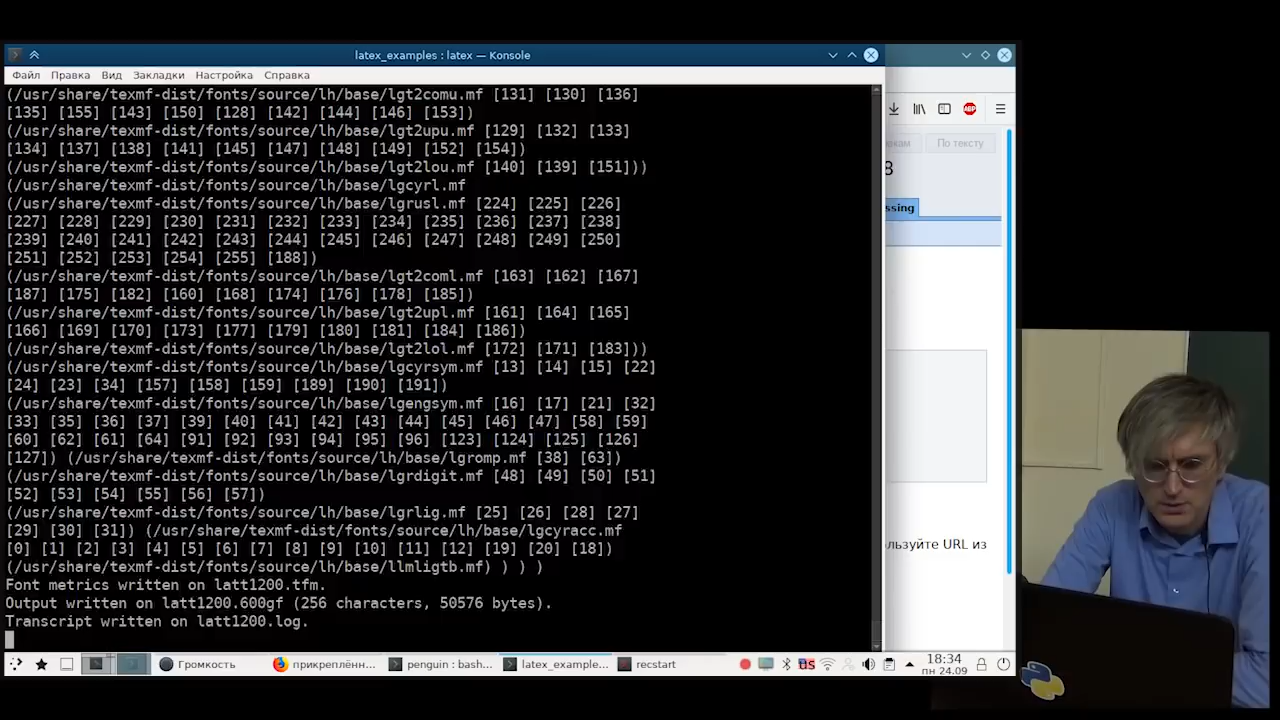 latex_examples : latex — Konsole
Файл Правка Вид Закладки Настройка Справка
(/usr/share/texmf-dist/fonts/source/lh/base/lgt2comu.mf [131] [130] [136]
[135] [155] [143] [150] [128] [142] [144] [146] [153])
(/usr/share/texmf-dist/fonts/source/lh/base/lgt2upu.mf [129] [132] [133]
[134] [137] [138] [141] [145] [147] [148] [149] [152] [154])
(/usr/share/texmf-dist/fonts/source/lh/base/lgt2lou.mf [140] [139] [151]))
(/usr/share/texmf-dist/fonts/source/lh/base/lgcyrl.mf
(/usr/share/texmf-dist/fonts/source/lh/base/lgrusl.mf [224] [225] [226]
[227] [228] [229] [230] [231] [232] [233] [234] [235] [236] [237] [238]
[239] [240] [241] [242] [243] [244] [245] [246] [247] [248] [249] [250]
[251] [252] [253] [254] [255] [188])
(/usr/share/texmf-dist/fonts/source/lh/base/lgt2coml.mf [163] [162] [167]
[187] [175] [182] [160] [168] [174] [176] [178] [185])
(/usr/share/texmf-dist/fonts/source/lh/base/lgt2upl.mf [161] [164] [165]
[166] [169] [170] [173] [177] [179] [180] [181] [184] [186])
(/usr/share/texmf-dist/fonts/source/lh/base/lgt2lol.mf [172] [171] [183]))
(/usr/share/texmf-dist/fonts/source/lh/base/lgcyrsym.mf [13] [14] [15] [22]
[24] [23] [34] [157] [158] [159] [189] [190] [191])
(/usr/share/texmf-dist/fonts/source/lh/base/lgengsym.mf [16] [17] [21] [32]
[33] [35] [36] [37] [39] [40] [41] [42] [43] [44] [45] [46] [47] [58] [59]
[60] [62] [61] [64] [91] [92] [93] [94] [95] [96] [123] [124] [125] [126]
[127]) (/usr/share/texmf-dist/fonts/source/lh/base/lgromp.mf [38] [63])
(/usr/share/texmf-dist/fonts/source/lh/base/lgrdigit.mf [48] [49] [50] [51]
[52] [53] [54] [55] [56] [57])
(/usr/share/texmf-dist/fonts/source/lh/base/lgrlig.mf [25] [26] [28] [27]
[29] [30] [31]) (/usr/share/texmf-dist/fonts/source/lh/base/lgcyracc.mf
[0] [1] [2] [3] [4] [5] [6] [7] [8] [9] [10] [11] [12] [19] [20] [18])
(/usr/share/texmf-dist/fonts/source/lh/base/llmligtb.mf) ) ) )
Font metrics written on latt1200.tfm.
Output written on latt1200.600gf (256 characters, 50576 bytes).
Transcript written on latt1200.log.
ABP
екам По тексту
8
ssing
льзуйте URL из
Громкость прикреплённ... penguin : bash... latex_example... recstart US 18:34
пн 24.09